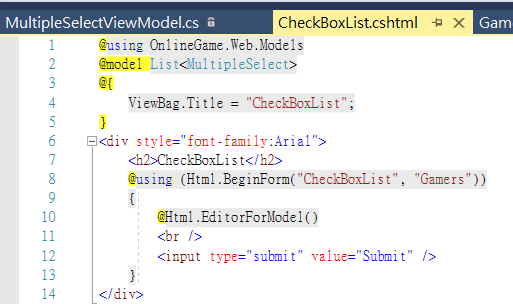 MultipleSelectViewModel.cs CheckBoxList.cshtml Gam
1 @using OnlineGame.Web.Models
2 @model List<MultipleSelect>
3 @{
4 ViewBag.Title = "CheckBoxList";
5 }
6 <div style="font-family:Arial">
7 <h2>CheckBoxList</h2>
8 @using (Html.BeginForm("CheckBoxList", "Gamers"))
9 {
10 @Html.EditorForModel()
11 <br />
12 <input type="submit" value="Submit" />
13 }
14 </div>